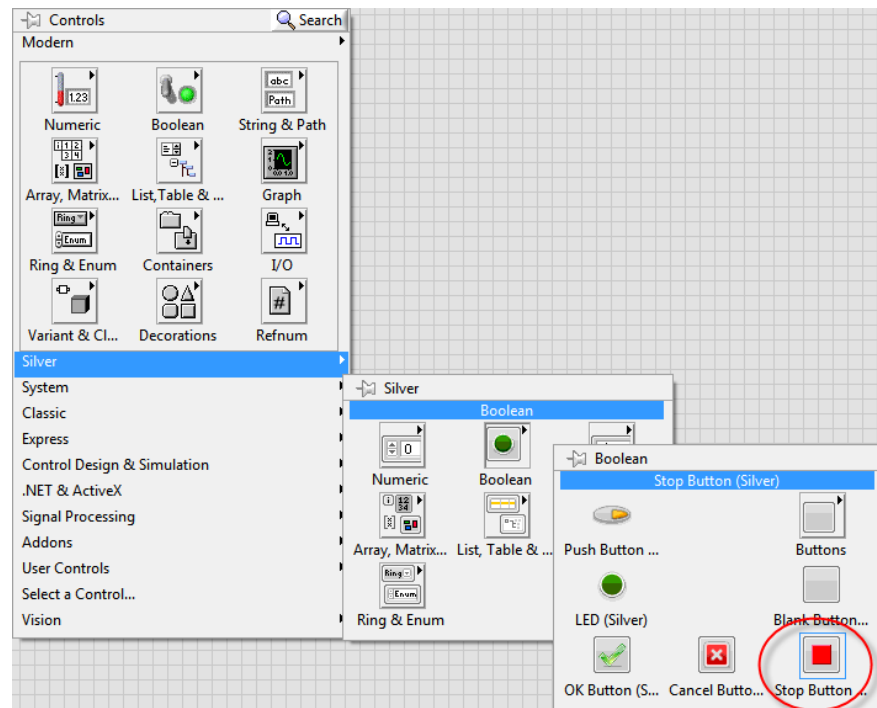 Controls
Search
Modern
1.23
abc
Path
Numeric
Boolean
String & Path
Array, Matrix...
List,Table & ...
Graph
Ring
Enum
Ring & Enum
Containers
I/O
#
Variant & Cl...
Decorations
Refnum
Silver
System
Classic
Express
Control Design & Simulation
.NET & ActiveX
Signal Processing
Addons
User Controls
Select a Control...
Vision
Silver
Boolean
0
Numeric
Boolean
Array, Matrix...
List, Table & ...
Ring
Enum
Ring & Enum
Boolean
Stop Button (Silver)
Push Button ...
Buttons
LED (Silver)
Blank Button...
OK Button (S...
Cancel Butto...
Stop Button ...